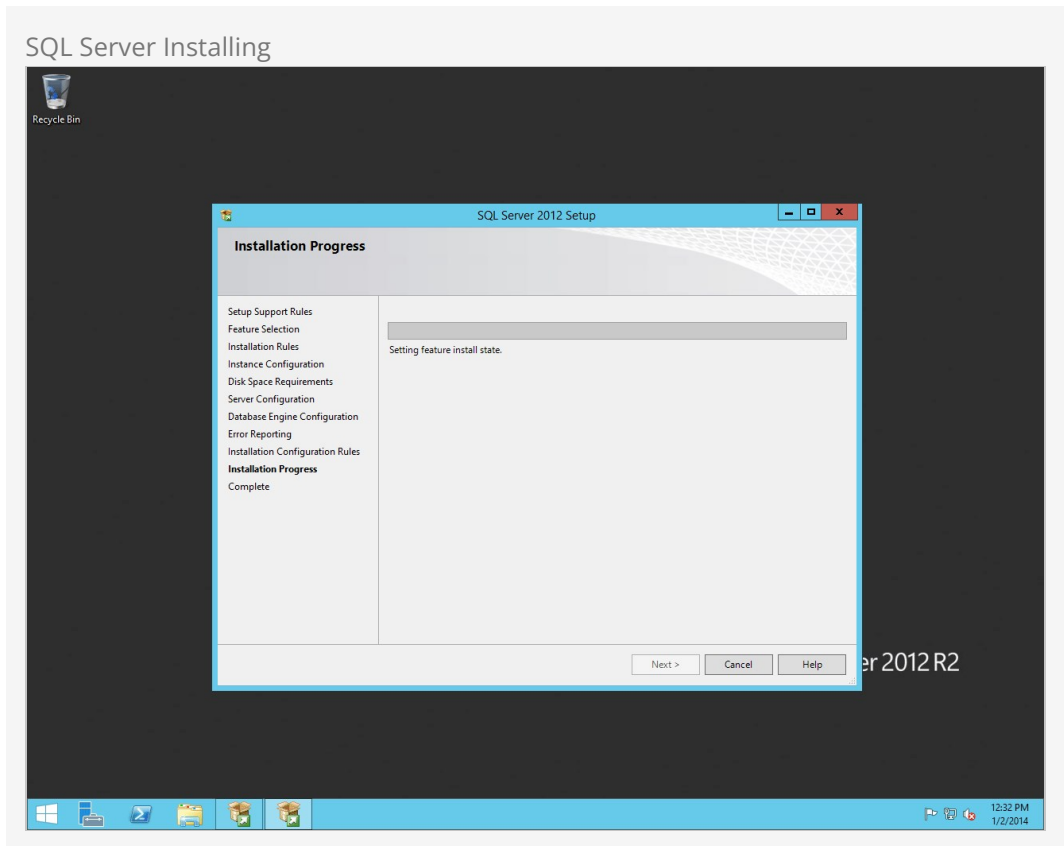 SQL Server Installing
Recycle Bin
SQL Server 2012 Setup
Installation Progress
Setup Support Rules
Feature Selection
Installation Rules
Instance Configuration
Disk Space Requirements
Server Configuration
Database Engine Configuration
Error Reporting
Installation Configuration Rules
Installation Progress
Complete
Setting feature install state.
Next >
Cancel
Help
er 2012 R2
12:32 PM
1/2/2014